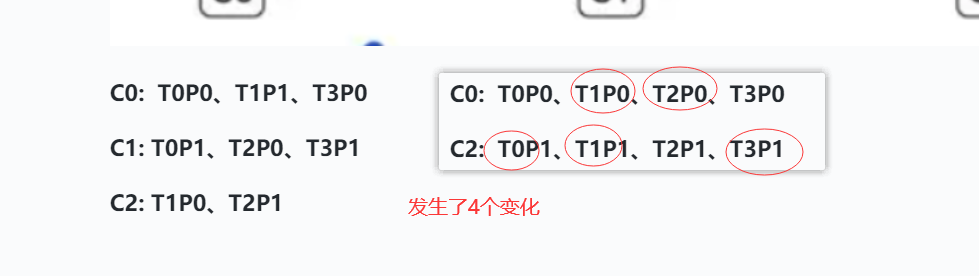 C0: T0P0、T1P1、T3P0
C1: T0P1、T2P0、T3P1
C2: T1P0、T2P1
C0: T0P0、T1P0、T2P0、T3P0
C2: T0P1、T1P1、T2P1、T3P1
发生了4个变化